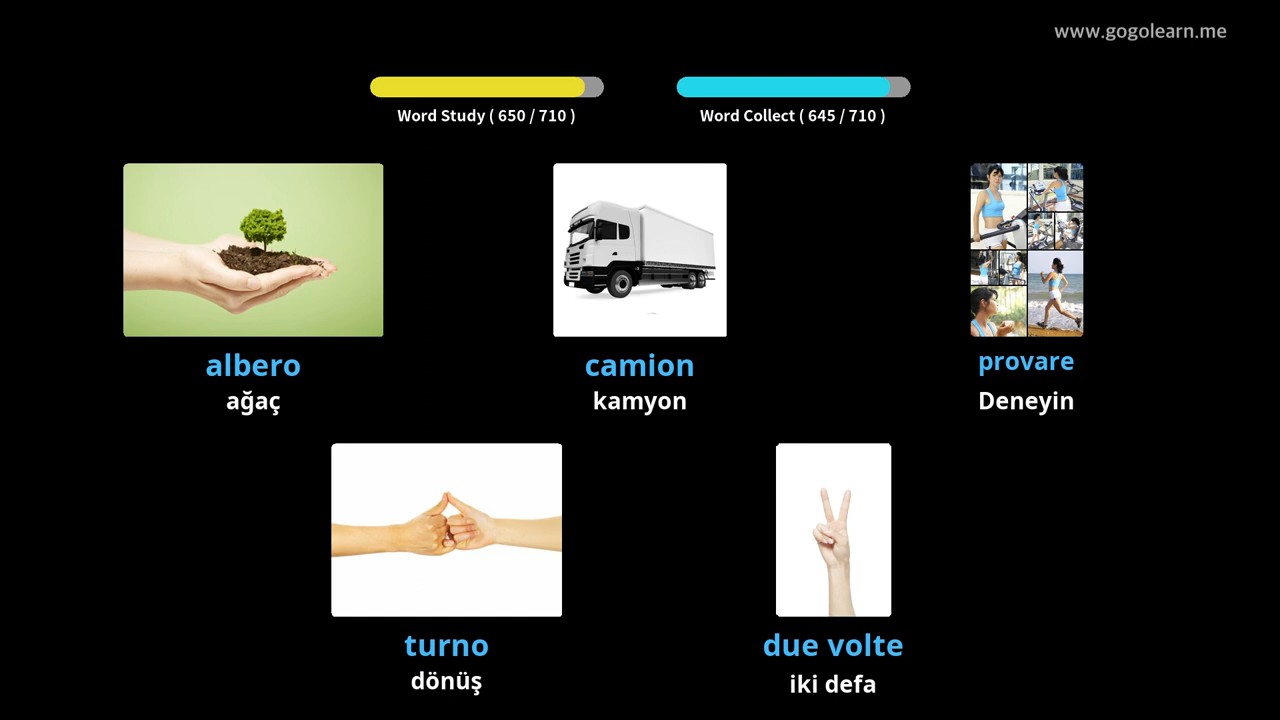 www.gogolearn.me
Word Study ( 650 / 710 )
Word Collect ( 645 / 710 )
albero
ağaç
camion
kamyon
provare
Deneyin
turno
dönüş
due volte
iki defa